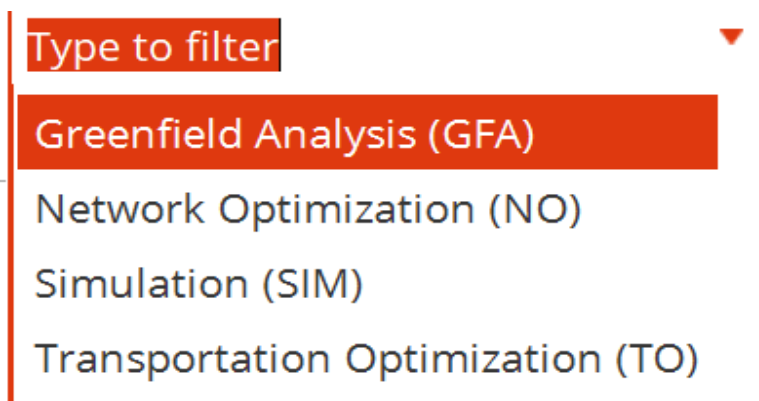 Type to filter
Greenfield Analysis (GFA)
Network Optimization (NO)
Simulation (SIM)
Transportation Optimization (TO)